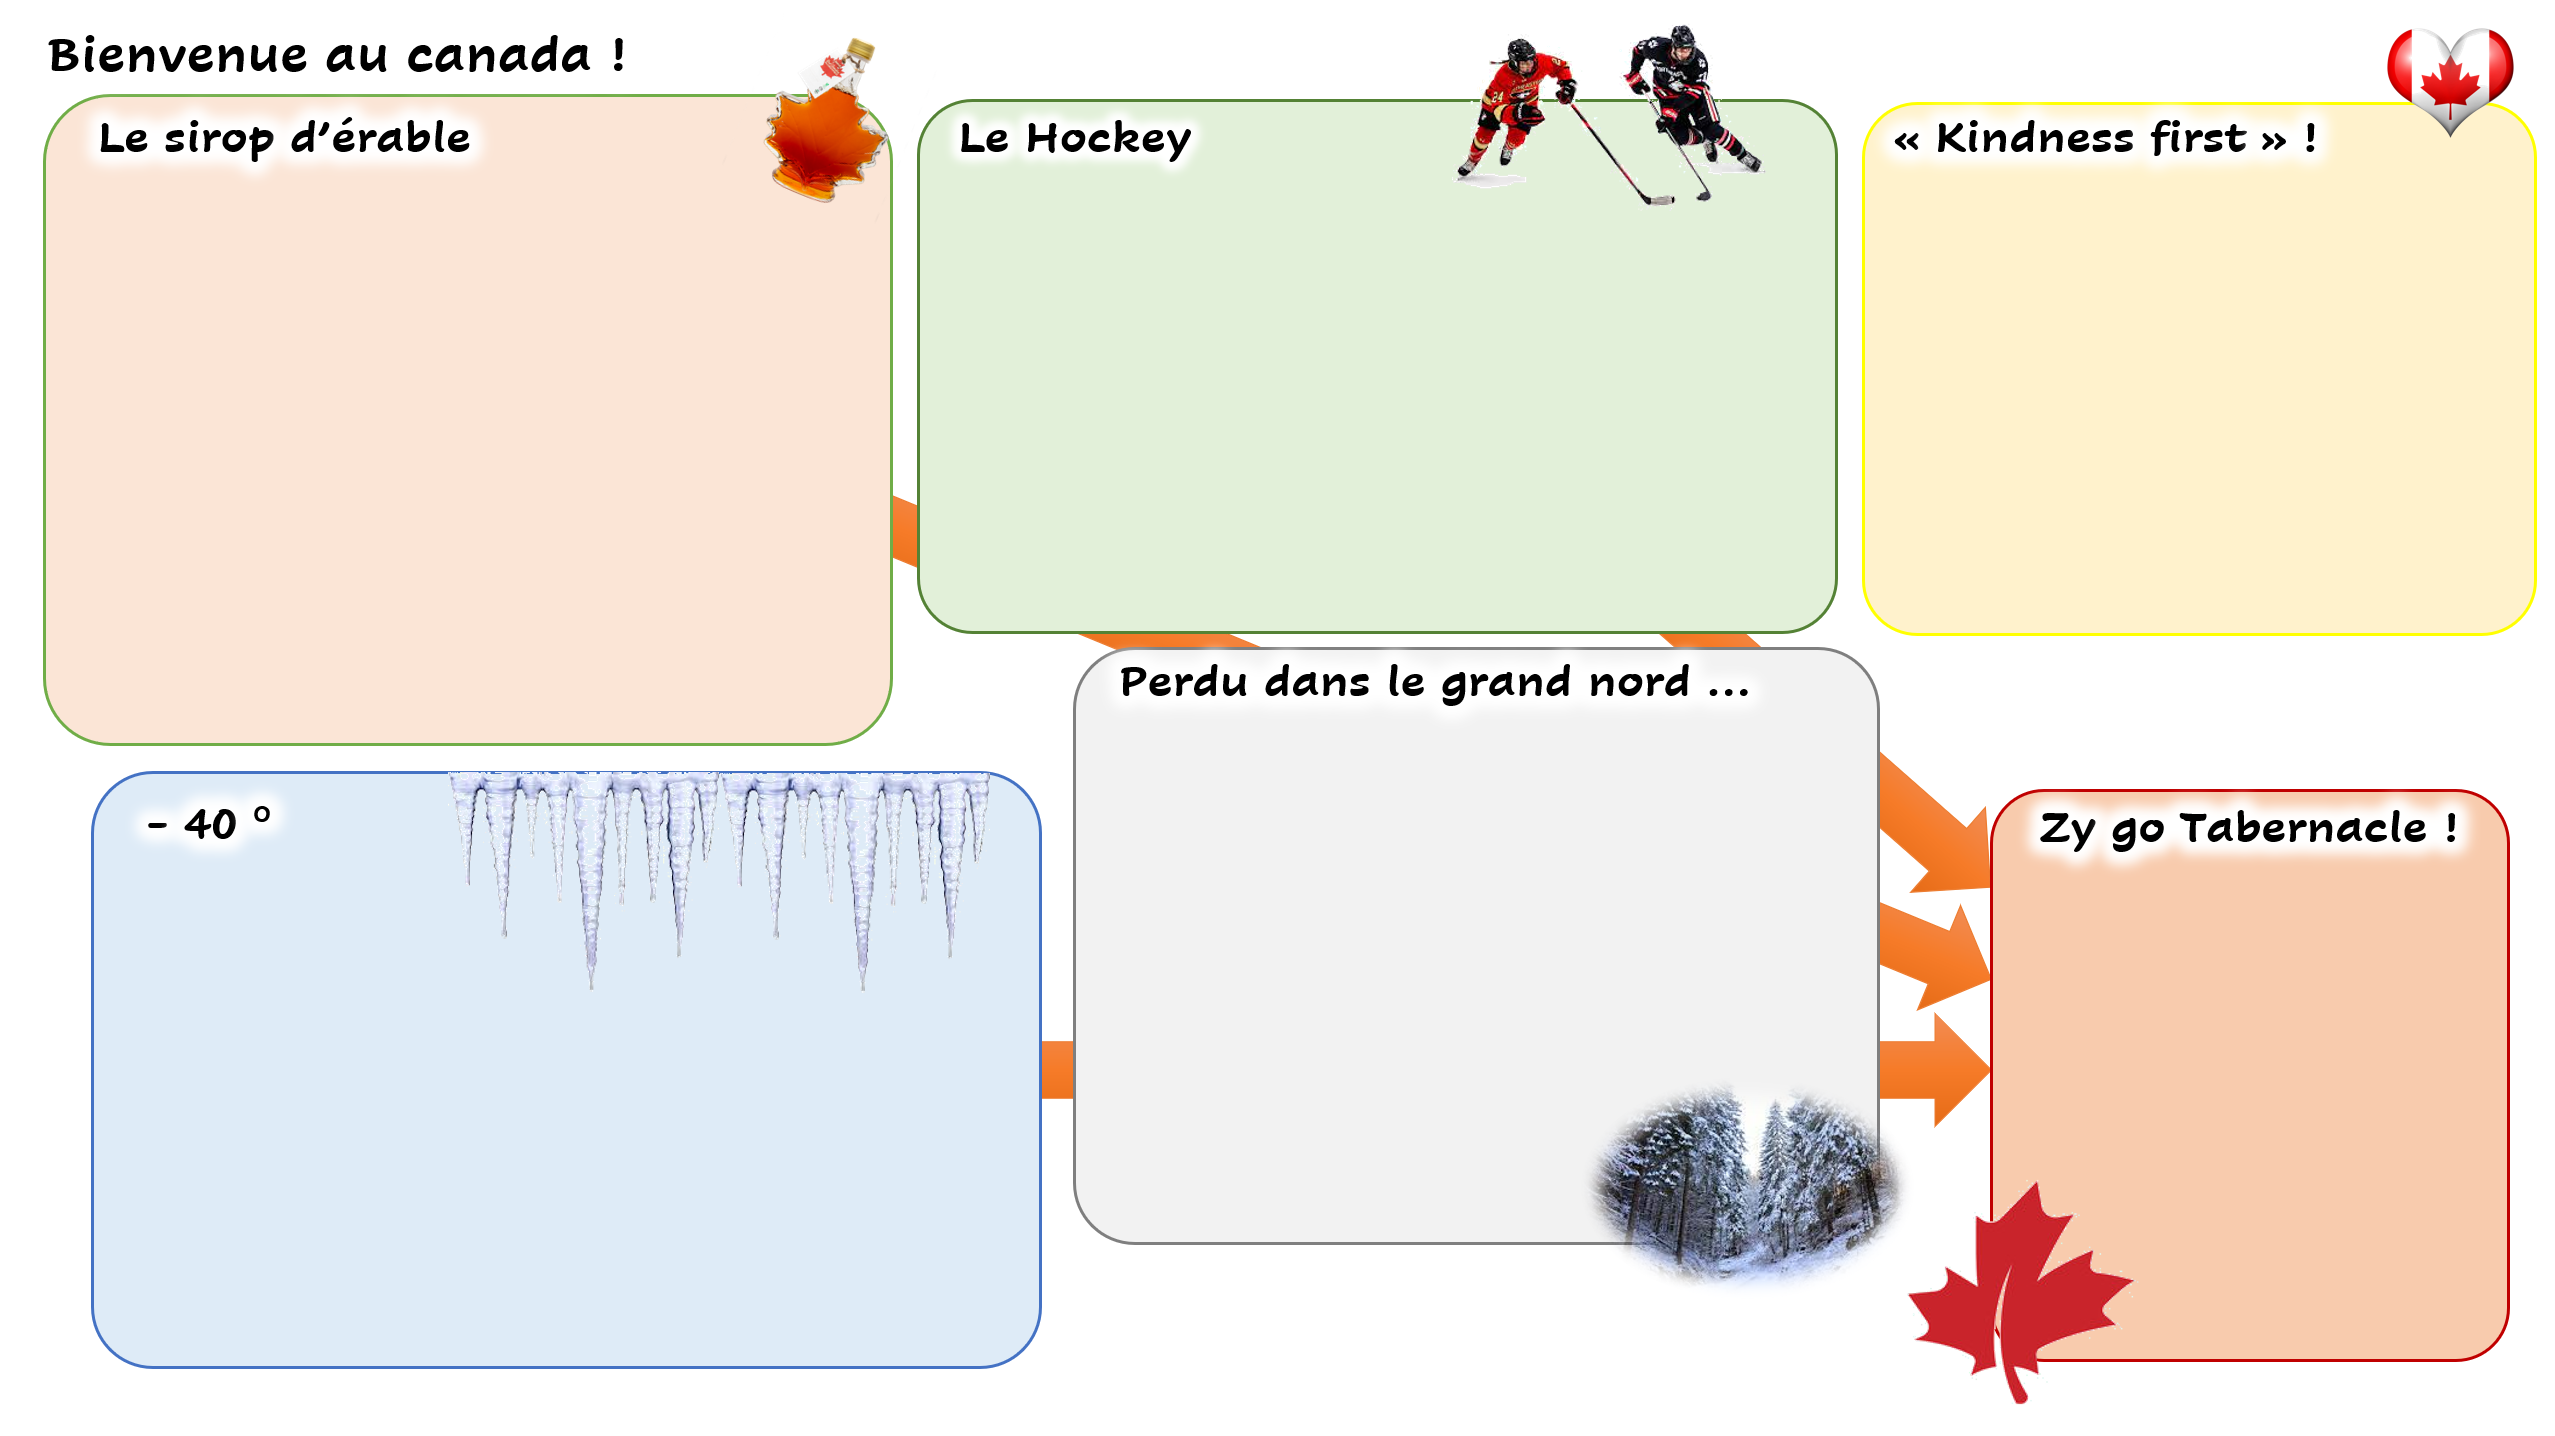 Bienvenue au canada !
Le sirop d’érable
Le Hockey
« Kindness first » !
Perdu dans le grand nord ...
- 40 °
Zy go Tabernacle !